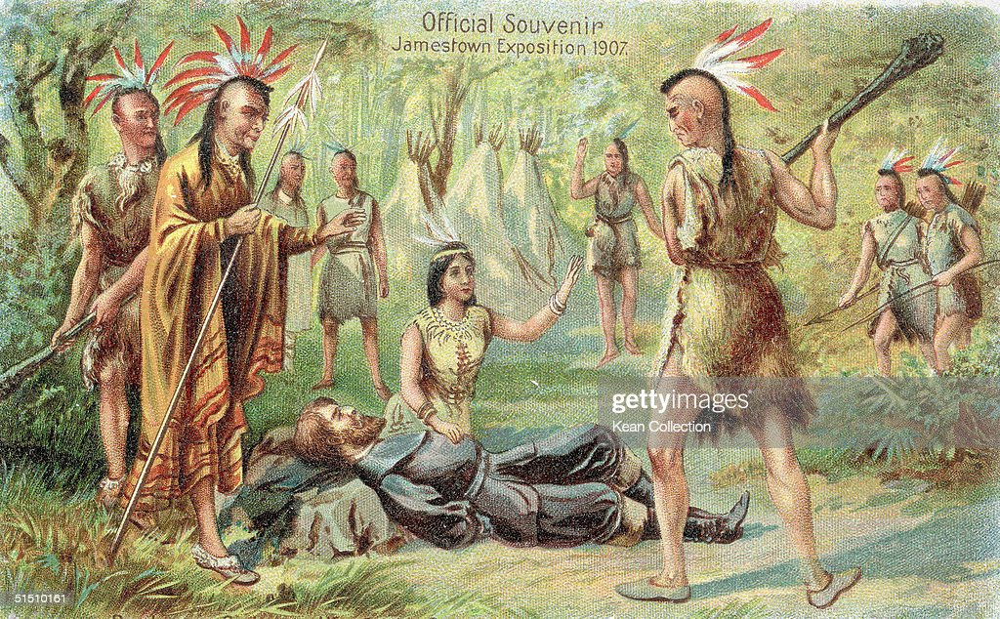 Official Souvenir
Jamestown Exposition 1907.
gettyimages®
Kean Collection
51510161